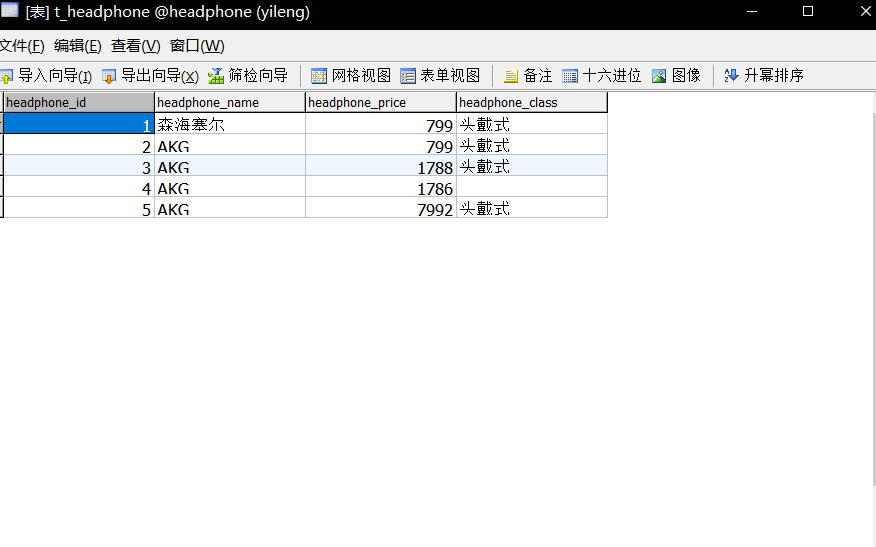 [表] t_headphone @headphone (yileng)
文件(F) 编辑(E) 查看(V) 窗口(W)
导入向导(I) 导出向导(X) 筛检向导 网格视图 表单视图 备注 十六进位 图像 升幂排序
headphone_id headphone_name headphone_price headphone_class
1 森海塞尔 799 头戴式
2 AKG 799 头戴式
3 AKG 1788 头戴式
4 AKG 1786
5 AKG 7992 头戴式